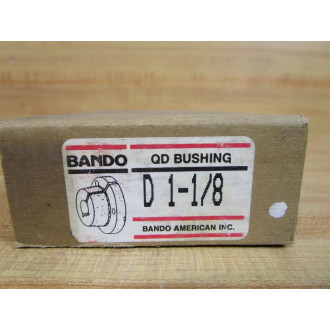 BANDO
QD BUSHING
D 1-1/8
BANDO AMERICAN INC.